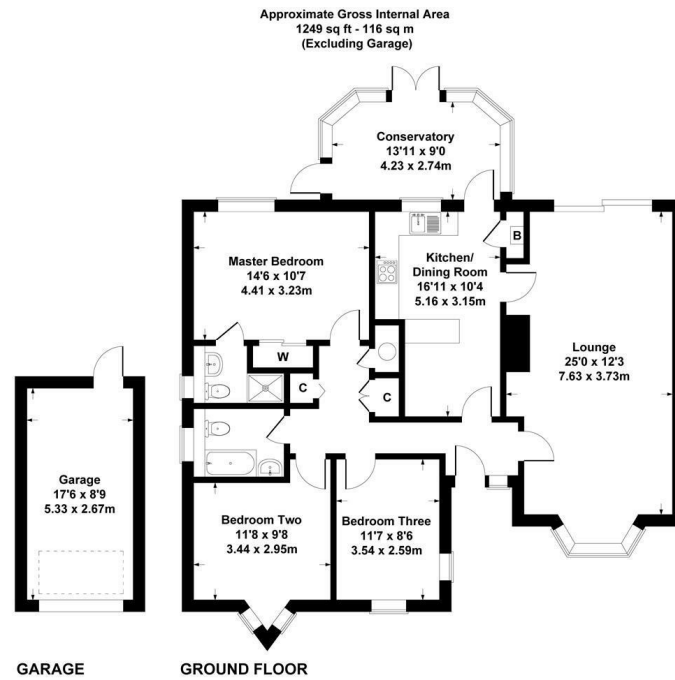 Approximate Gross Internal Area
1249 sq ft - 116 sq m
(Excluding Garage)
Conservatory
13'11 x 9'0
4.23 x 2.74m
Master Bedroom
14'6 x 10'7
4.41 x 3.23m
Kitchen/
Dining Room
16'11 x 10'4
5.16 x 3.15m
B
Lounge
25'0 x 12'3
7.63 x 3.73m
W
C
C
Garage
17'6 x 8'9
5.33 x 2.67m
Bedroom Two
11'8 x 9'8
3.44 x 2.95m
Bedroom Three
11'7 x 8'6
3.54 x 2.59m
GARAGE
GROUND FLOOR